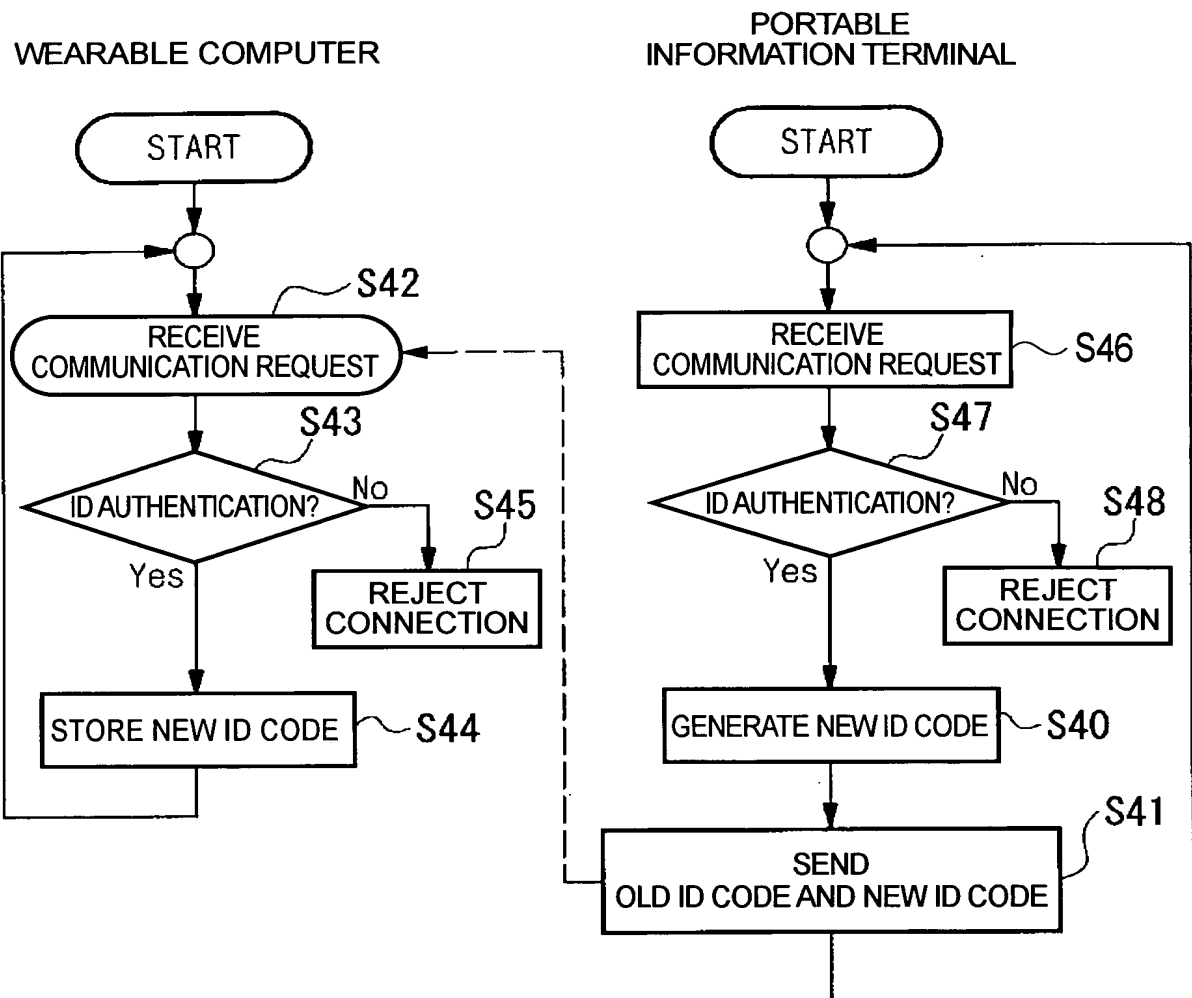 WEARABLE COMPUTER
START
S42
RECEIVE
COMMUNICATION REQUEST
S43
ID AUTHENTICATION?
No
S45
Yes
REJECT
CONNECTION
STORE NEW ID CODE
S44
PORTABLE
INFORMATION TERMINAL
START
RECEIVE
COMMUNICATION REQUEST
S46
S47
ID AUTHENTICATION?
No
S48
Yes
REJECT
CONNECTION
GENERATE NEW ID CODE
S40
S41
SEND
OLD ID CODE AND NEW ID CODE